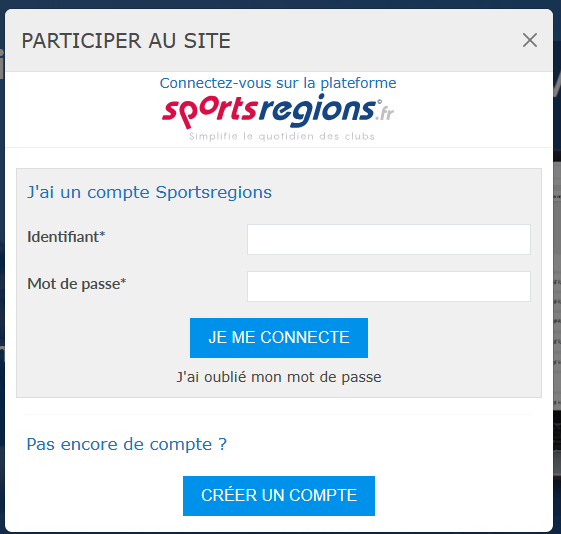 PARTICIPER AU SITE
Connectez-vous sur la plateforme
sportsregions©.fr
Simplifie le quotidien des clubs
J'ai un compte Sportsregions
Identifiant*
Mot de passe*
JE ME CONNECTE
J'ai oublié mon mot de passe
Pas encore de compte ?
CRÉER UN COMPTE